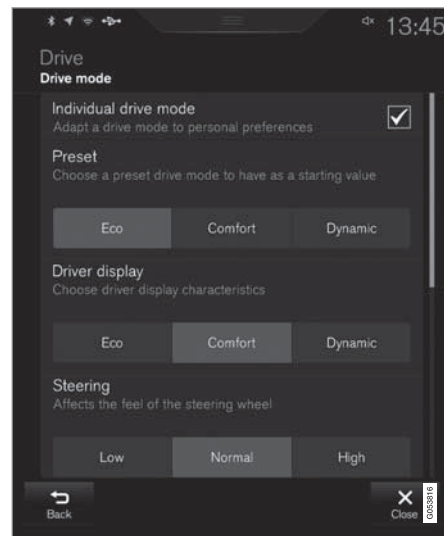 13:45
Drive
Drive mode
Individual drive mode
Adapt a drive mode to personal preferences
Preset
Choose a preset drive mode to have as a starting value
Eco Comfort Dynamic
Driver display
Choose driver display characteristics
Eco Comfort Dynamic
Steering
Affects the feel of the steering wheel
Low Normal High
Back Close
G053816